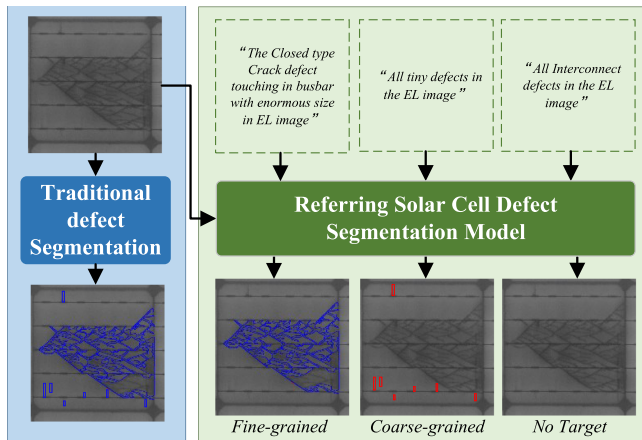 “The Closed type
Crack defect
touching in busbar
with enormous size
in EL image”
“All tiny defects in
the EL image”
“All Interconnect
defects in the EL
image”
Traditional
defect
Segmentation
Referring Solar Cell Defect
Segmentation Model
Fine-grained
Coarse-grained
No Target